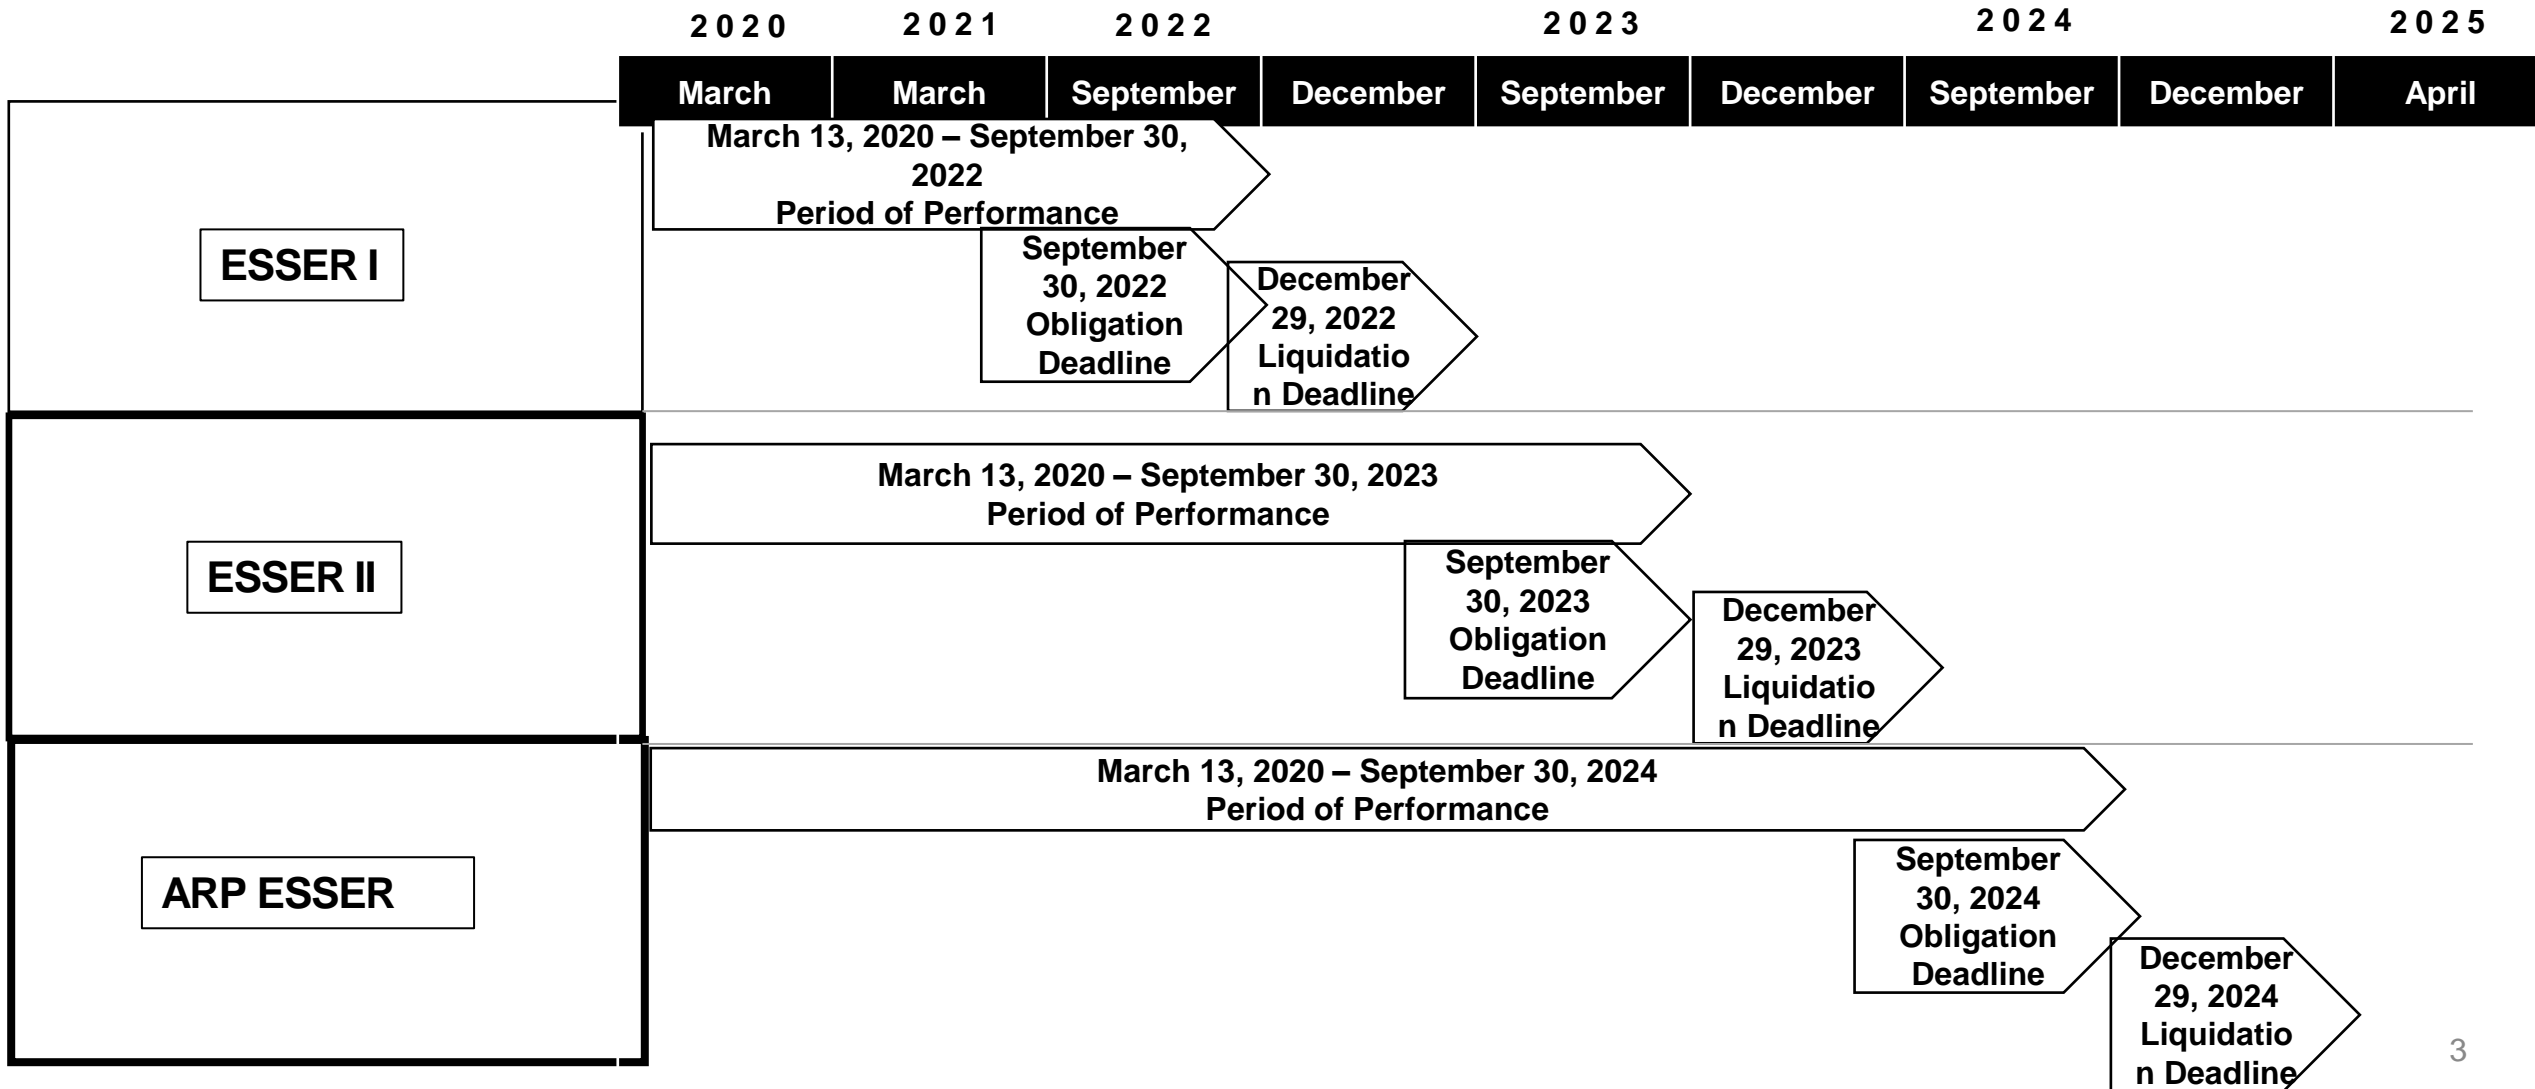 2020 2021 2022 2023 2024 2025
March March September December September December September December April
March 13, 2020 – September 30,
2022
Period of Performance
ESSER I
September
30, 2022
Obligation
Deadline
December
29, 2022
Liquidatio
n Deadline
March 13, 2020 – September 30, 2023
Period of Performance
ESSER II
September
30, 2023
Obligation
Deadline
December
29, 2023
Liquidatio
n Deadline
March 13, 2020 – September 30, 2024
Period of Performance
ARP ESSER
September
30, 2024
Obligation
Deadline
December
29, 2024
Liquidatio
n Deadline
3